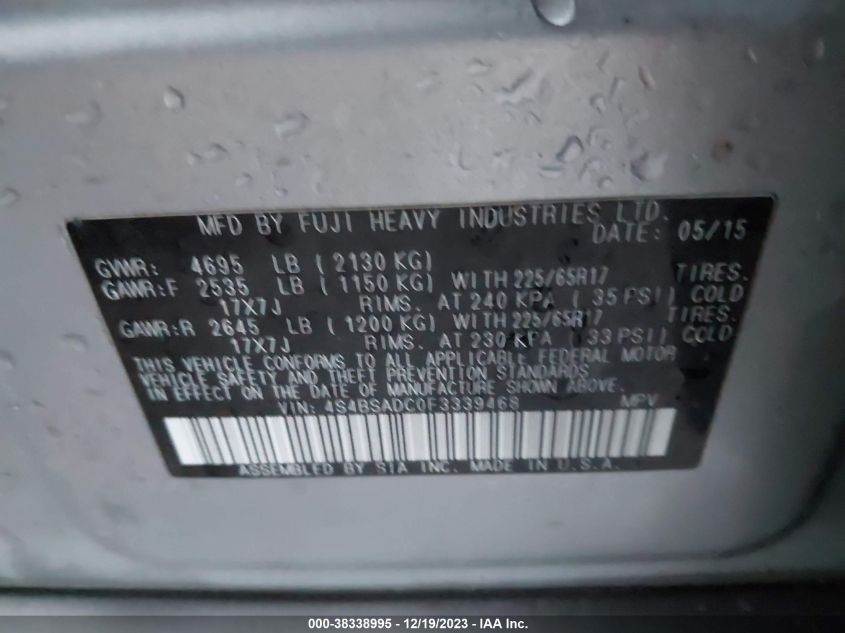 MFD BY FUJI HEAVY INDUSTRIES LTD.
DATE: 05/15
GVWR: 4695 LB ( 2130 KG)
GAWR:F 2535 LB ( 1150 KG) WITH 225/65R17 TIRES.
17X7J RIMS. AT 240 KPA ( 35 PSI) COLD
GAWR:R 2645 LB ( 1200 KG) WITH 225/65R17 TIRES.
17X7J RIMS. AT 230 KPA ( 33 PSI) COLD
THIS VEHICLE CONFORMS TO ALL APPLICABLE FEDERAL MOTOR
VEHICLE SAFETY AND THEFT PREVENTION STANDARDS
IN EFFECT ON THE DATE OF MANUFACTURE SHOWN ABOVE.
VIN: 4S4BSADC0F3339468 MPV
ASSEMBLED BY SIA INC. MADE IN U.S.A.
000-38338995 - 12/19/2023 - IAA Inc.